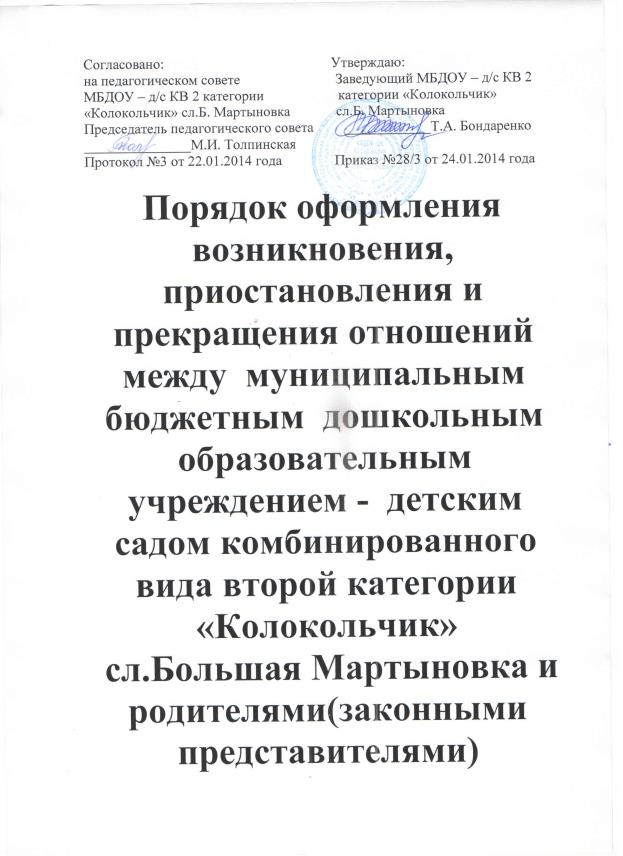 Согласовано:
на педагогическом совете
МБДОУ – д/с КВ 2 категории
«Колокольчик» сл.Б. Мартыновка
Председатель педагогического совета
______________М.И. Толпинская
Протокол №3 от 22.01.2014 года
Утверждаю:
Заведующий МБДОУ – д/с КВ 2
категории «Колокольчик»
сл.Б. Мартыновка
____________Т.А. Бондаренко
Приказ №28/3 от 24.01.2014 года
Порядок оформления
возникновения,
приостановления и
прекращения отношений
между муниципальным
бюджетным дошкольным
образовательным
учреждением - детским
садом комбинированного
вида второй категории
«Колокольчик»
сл.Большая Мартыновка и
родителями(законными
представителями)